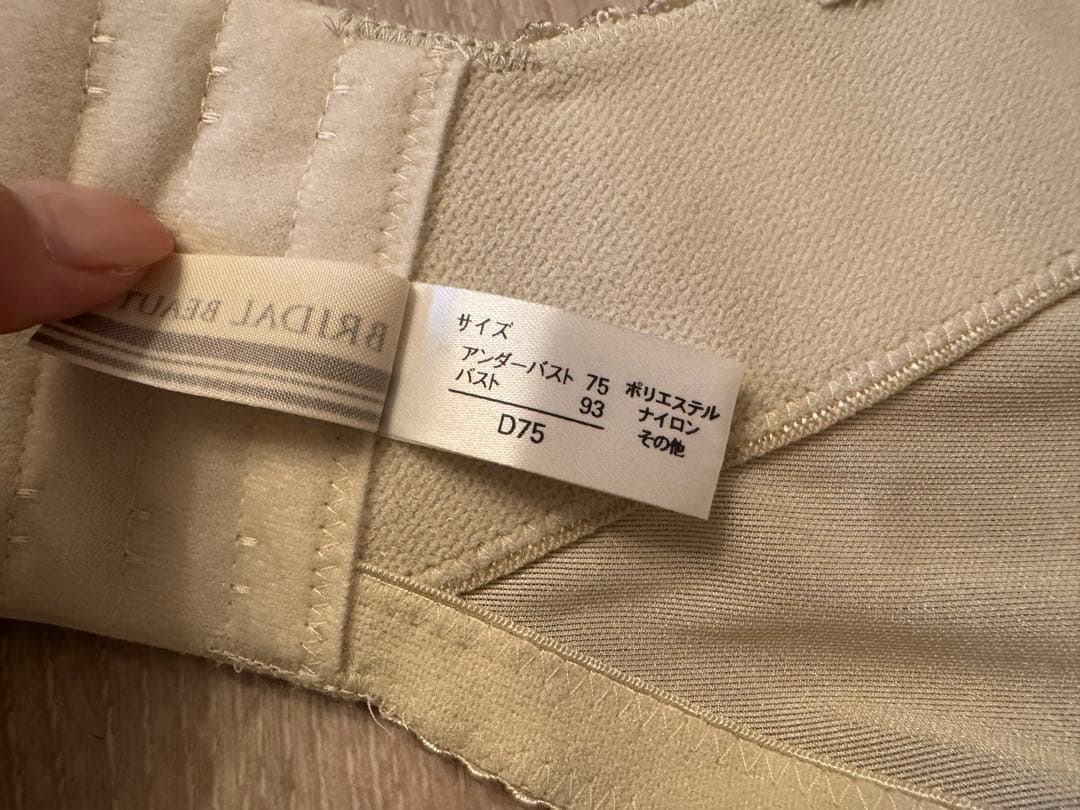 BRIDAL BEAUT
サイズ
アンダーバスト 75
バスト 93
D75
ポリエステル
ナイロン
その他